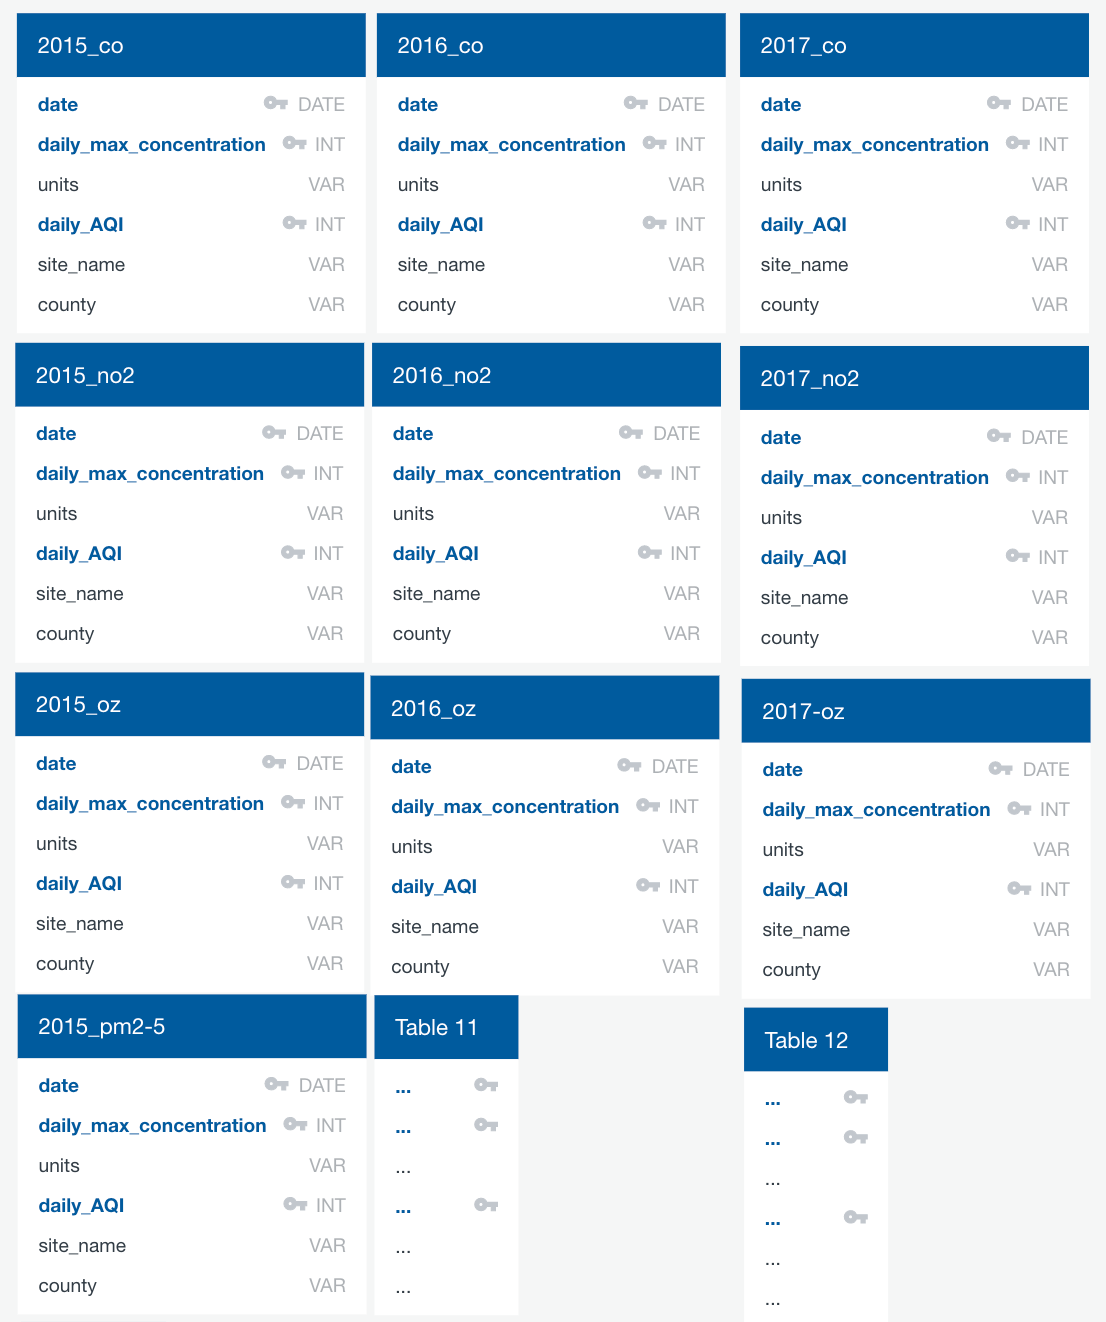 2015_co
date DATE
daily_max_concentration INT
units VAR
daily_AQI INT
site_name VAR
county VAR
2016_co
date DATE
daily_max_concentration INT
units VAR
daily_AQI INT
site_name VAR
county VAR
2017_co
date DATE
daily_max_concentration INT
units VAR
daily_AQI INT
site_name VAR
county VAR
2015_no2
date DATE
daily_max_concentration INT
units VAR
daily_AQI INT
site_name VAR
county VAR
2016_no2
date DATE
daily_max_concentration INT
units VAR
daily_AQI INT
site_name VAR
county VAR
2017_no2
date DATE
daily_max_concentration INT
units VAR
daily_AQI INT
site_name VAR
county VAR
2015_oz
date DATE
daily_max_concentration INT
units VAR
daily_AQI INT
site_name VAR
county VAR
2016_oz
date DATE
daily_max_concentration INT
units VAR
daily_AQI INT
site_name VAR
county VAR
2017-oz
date DATE
daily_max_concentration INT
units VAR
daily_AQI INT
site_name VAR
county VAR
2015_pm2-5
date DATE
daily_max_concentration INT
units VAR
daily_AQI INT
site_name VAR
county VAR
Table 11
...
...
...
...
...
...
Table 12
...
...
...
...
...
...